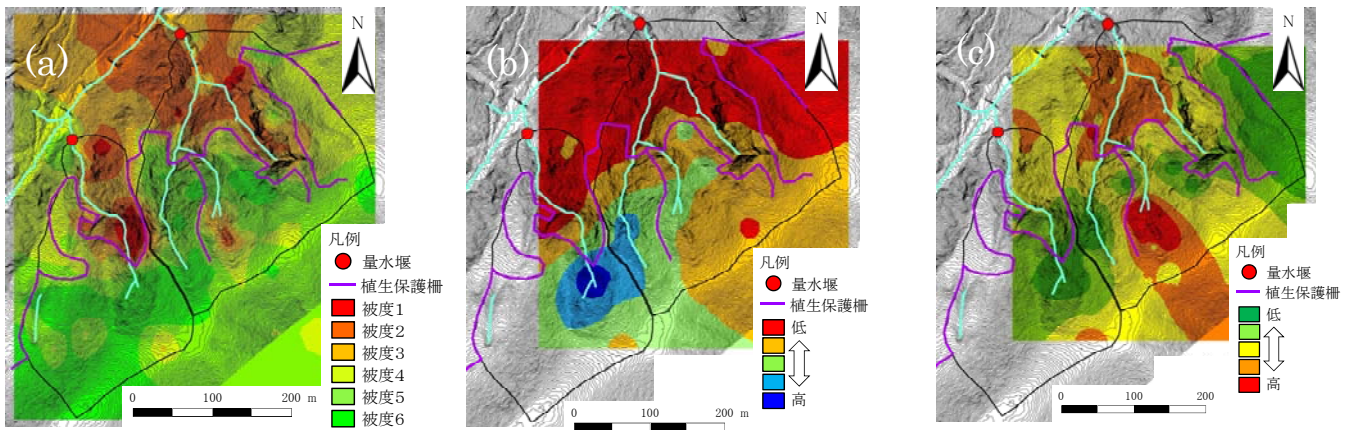 (a)
N
凡例
量水堰
植生保護柵
被度1
被度2
被度3
被度4
被度5
被度6
0 100 200 m
(b)
N
凡例
量水堰
植生保護柵
低
高
0 100 200 m
(c)
N
凡例
量水堰
植生保護柵
低
高
0 100 200